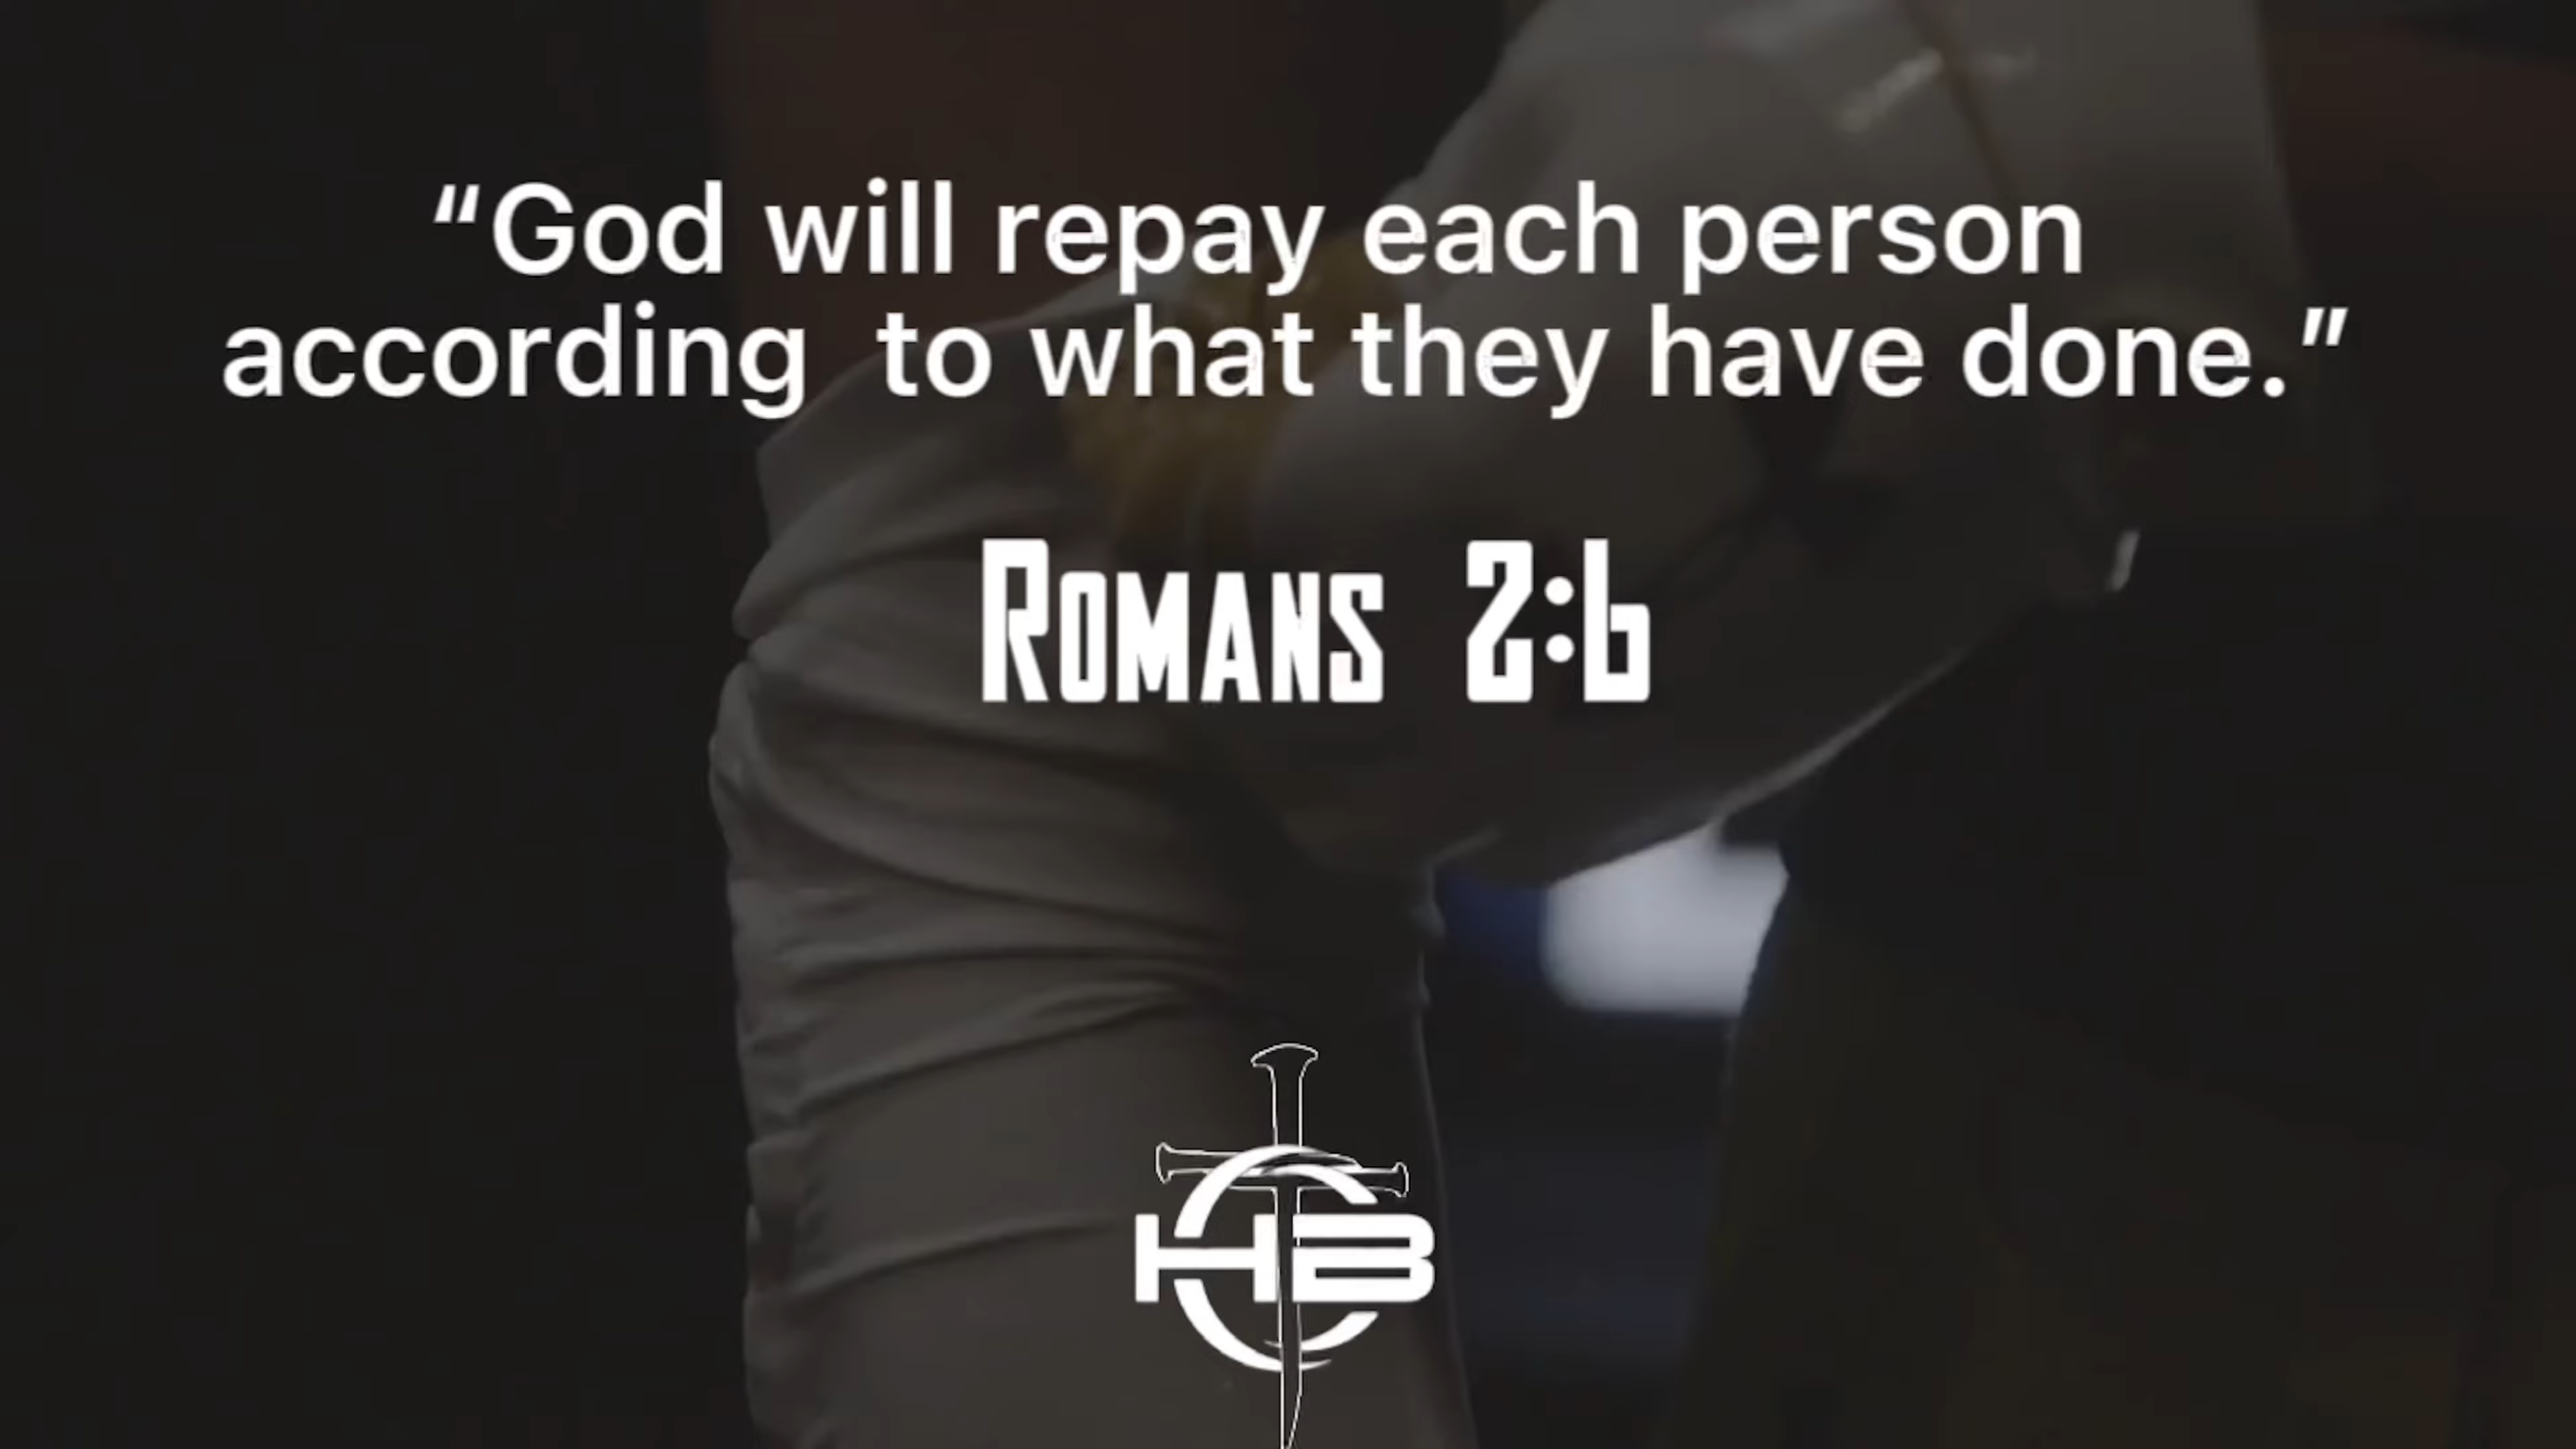 “God will repay each person
according  to what they have done.”
Romans 2:6
HB